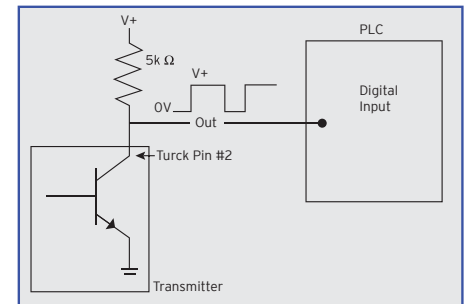 V+
PLC
5k Ω
V+
0V
Out
Digital
Input
Turck Pin #2
Transmitter